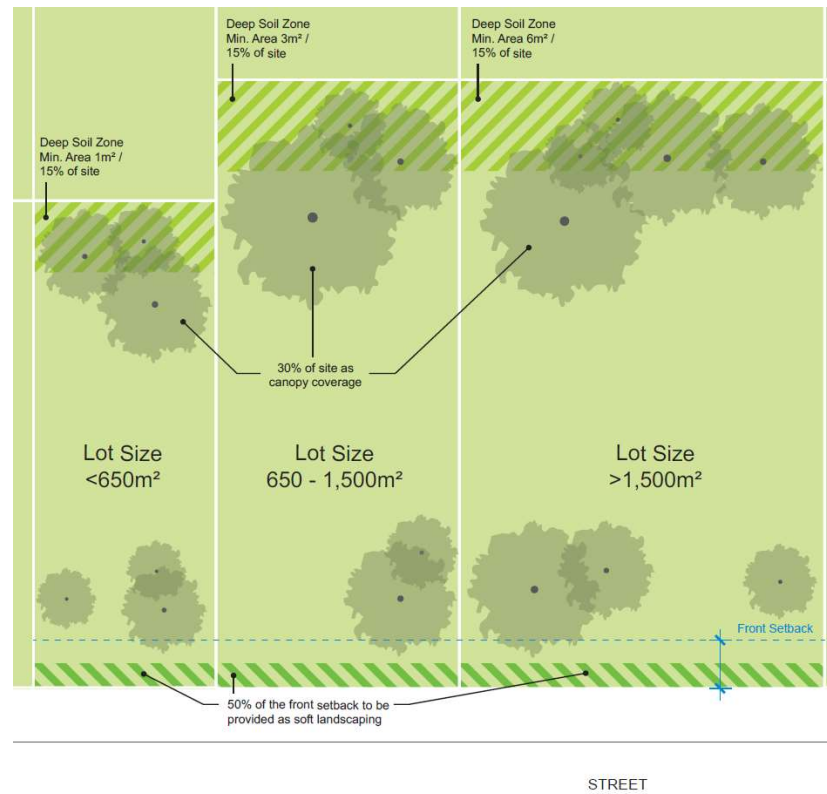 Deep Soil Zone
Min. Area 3m² /
15% of site
Deep Soil Zone
Min. Area 6m² /
15% of site
Deep Soil Zone
Min. Area 1m² /
15% of site
30% of site as
canopy coverage
Lot Size
<650m²
Lot Size
650 - 1,500m²
Lot Size
>1,500m²
Front Setback
50% of the front setback to be
provided as soft landscaping
STREET